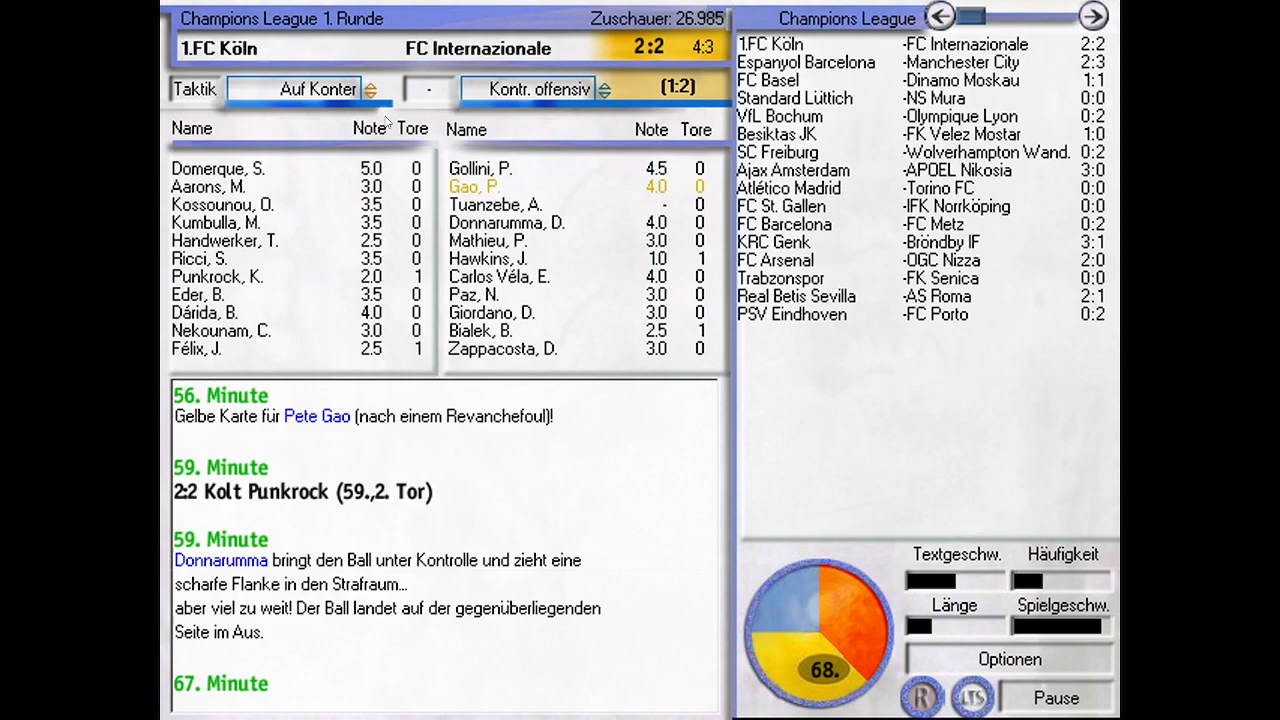 Champions League 1. Runde Zuschauer: 26.985
1.FC Köln FC Internazionale 2:2 4:3
Taktik Auf Konter - Kontr. offensiv (1:2)
Name Note Tore Name Note Tore
Domerque, S. 5.0 0 Gollini, P. 4.5 0
Aarons, M. 3.0 0 Gao, P. 4.0 0
Kossounou, O. 3.5 0 Tuanzebe, A. - 0
Kumbulla, M. 3.5 0 Donnarumma, D. 4.0 0
Handwerker, T. 2.5 0 Mathieu, P. 3.0 0
Ricci, S. 3.5 0 Hawkins, J. 1.0 1
Punkrock, K. 2.0 1 Carlos Véla, E. 4.0 0
Eder, B. 3.5 0 Paz, N. 3.0 0
Dárida, B. 4.0 0 Giordano, D. 3.0 0
Nekounam, C. 3.0 0 Bialek, B. 2.5 1
Félix, J. 2.5 1 Zappacosta, D. 3.0 0
56. Minute
Gelbe Karte für Pete Gao (nach einem Revanchefoul)!
59. Minute
2:2 Kolt Punkrock (59.,2. Tor)
59. Minute
Donnarumma bringt den Ball unter Kontrolle und zieht eine
scharfe Flanke in den Strafraum...
aber viel zu weit! Der Ball landet auf der gegenüberliegenden
Seite im Aus.
67. Minute
Champions League
1.FC Köln -FC Internazionale 2:2
Espanyol Barcelona -Manchester City 2:3
FC Basel -Dinamo Moskau 1:1
Standard Lüttich -NS Mura 0:0
VfL Bochum -Olympique Lyon 0:2
Besiktas JK -FK Velez Mostar 1:0
SC Freiburg -Wolverhampton Wand. 0:2
Ajax Amsterdam -APOEL Nikosia 3:0
Atlético Madrid -Torino FC 0:0
FC St. Gallen -IFK Norrköping 0:0
FC Barcelona -FC Metz 0:2
KRC Genk -Bröndby IF 3:1
FC Arsenal -OGC Nizza 2:0
Trabzonspor -FK Senica 0:0
Real Betis Sevilla -AS Roma 2:1
PSV Eindhoven -FC Porto 0:2
Textgeschw. Häufigkeit
Länge Spielgeschw.
68.
Optionen
R LTS Pause